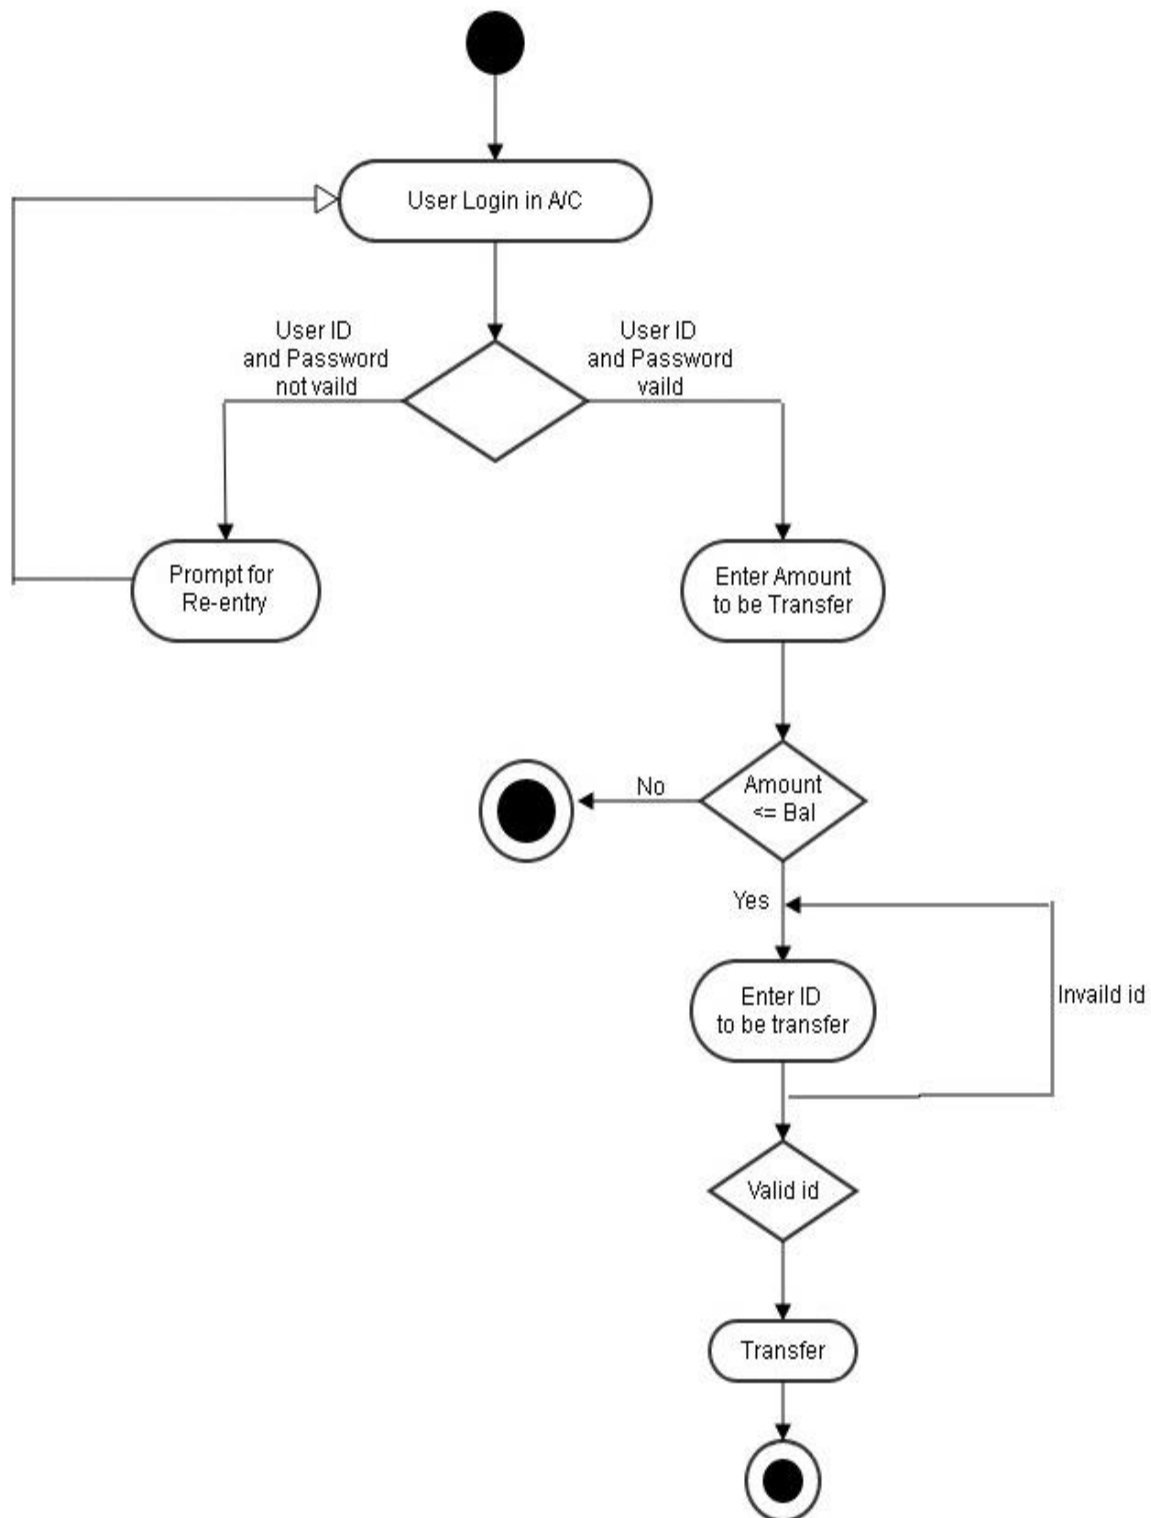 User Login in A/C
User ID
and Password
not vaild
User ID
and Password
vaild
Prompt for
Re-entry
Enter Amount
to be Transfer
No
Amount
<= Bal
Yes
Enter ID
to be transfer
Invaild id
Valid id
Transfer